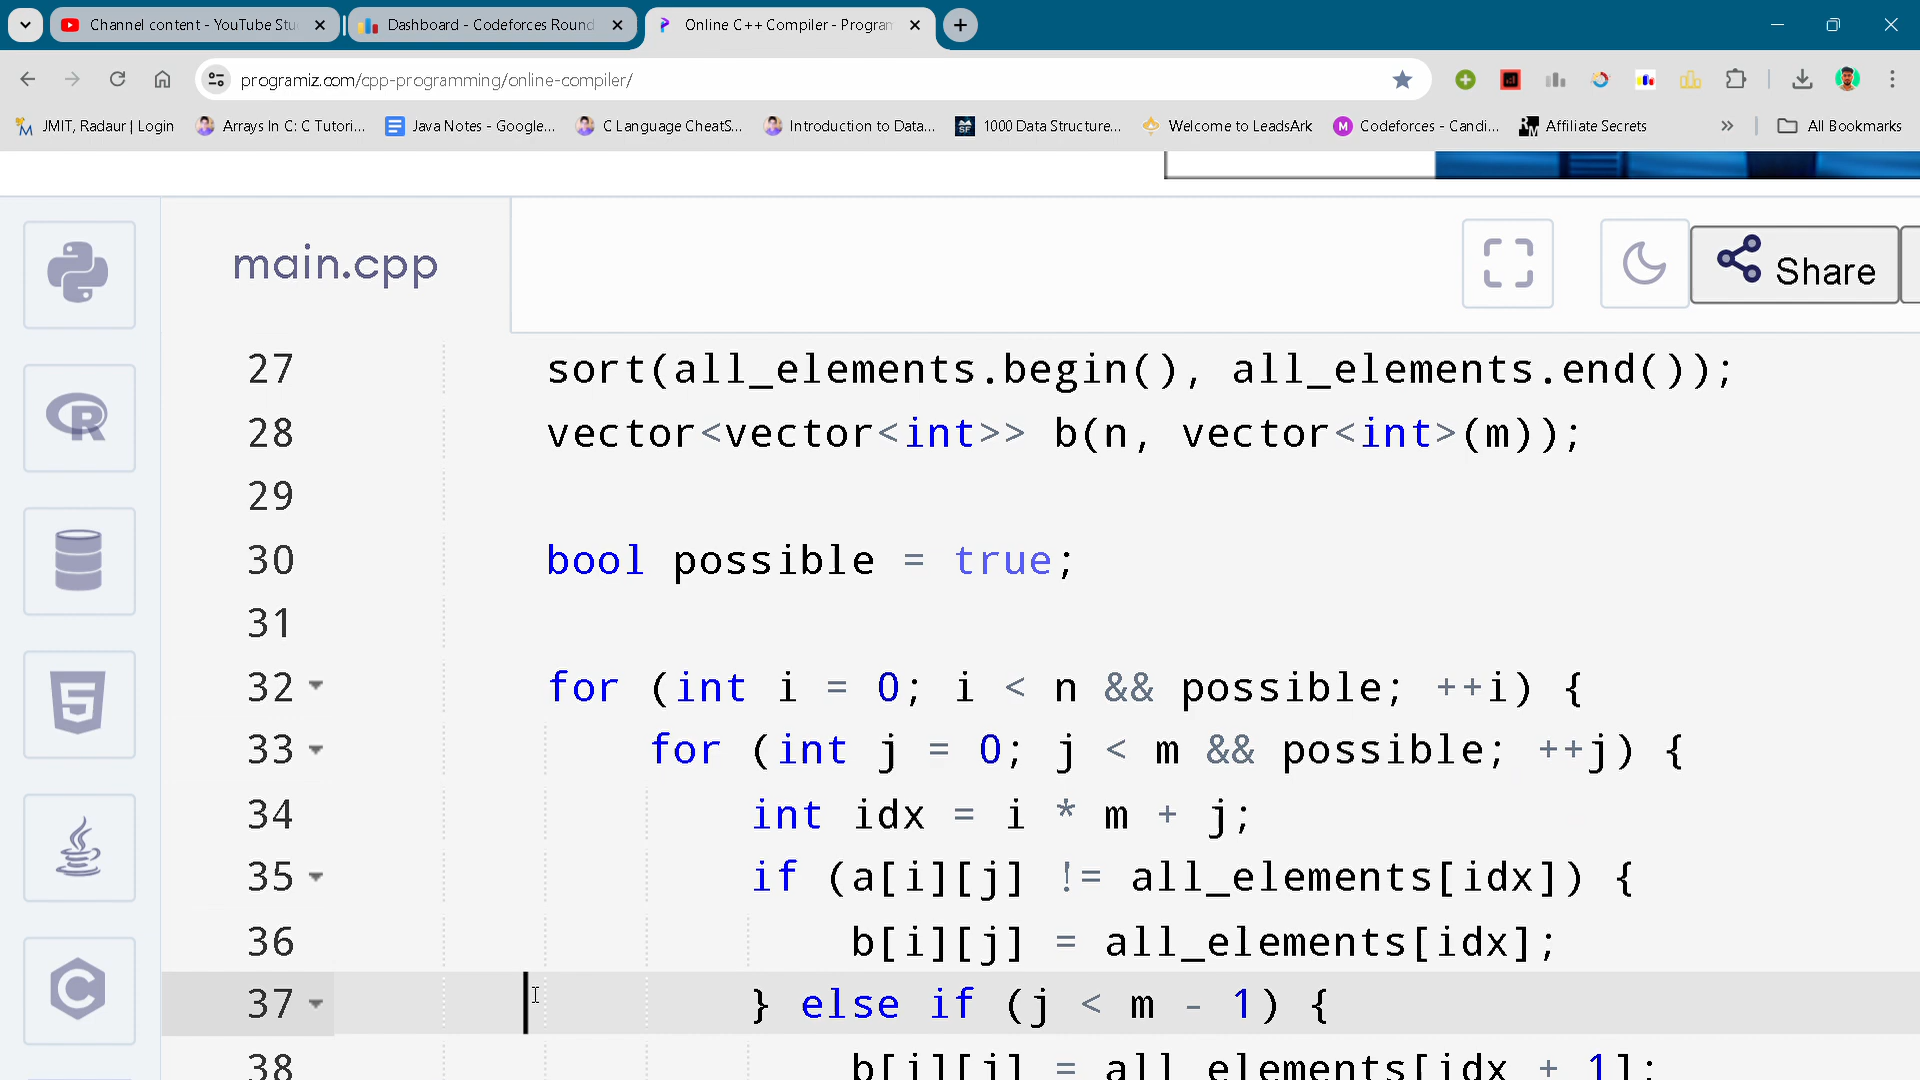 Channel content - YouTube Stu
Dashboard - Codeforces Round
Online C++ Compiler - Program
programiz.com/cpp-programming/online-compiler/
JMIT, Radaur | Login
Arrays In C: C Tutori...
Java Notes - Google...
C Language CheatS...
Introduction to Data...
1000 Data Structure...
Welcome to LeadsArk
Codeforces - Candi...
Affiliate Secrets
All Bookmarks
main.cpp
Share
27 sort(all_elements.begin(), all_elements.end());
28 vector<vector<int>> b(n, vector<int>(m));
29
30 bool possible = true;
31
32 for (int i = 0; i < n && possible; ++i) {
33 for (int j = 0; j < m && possible; ++j) {
34 int idx = i * m + j;
35 if (a[i][j] != all_elements[idx]) {
36 b[i][j] = all_elements[idx];
37 } else if (j < m - 1) {
38 b[i][j] = all_elements[idx + 1];